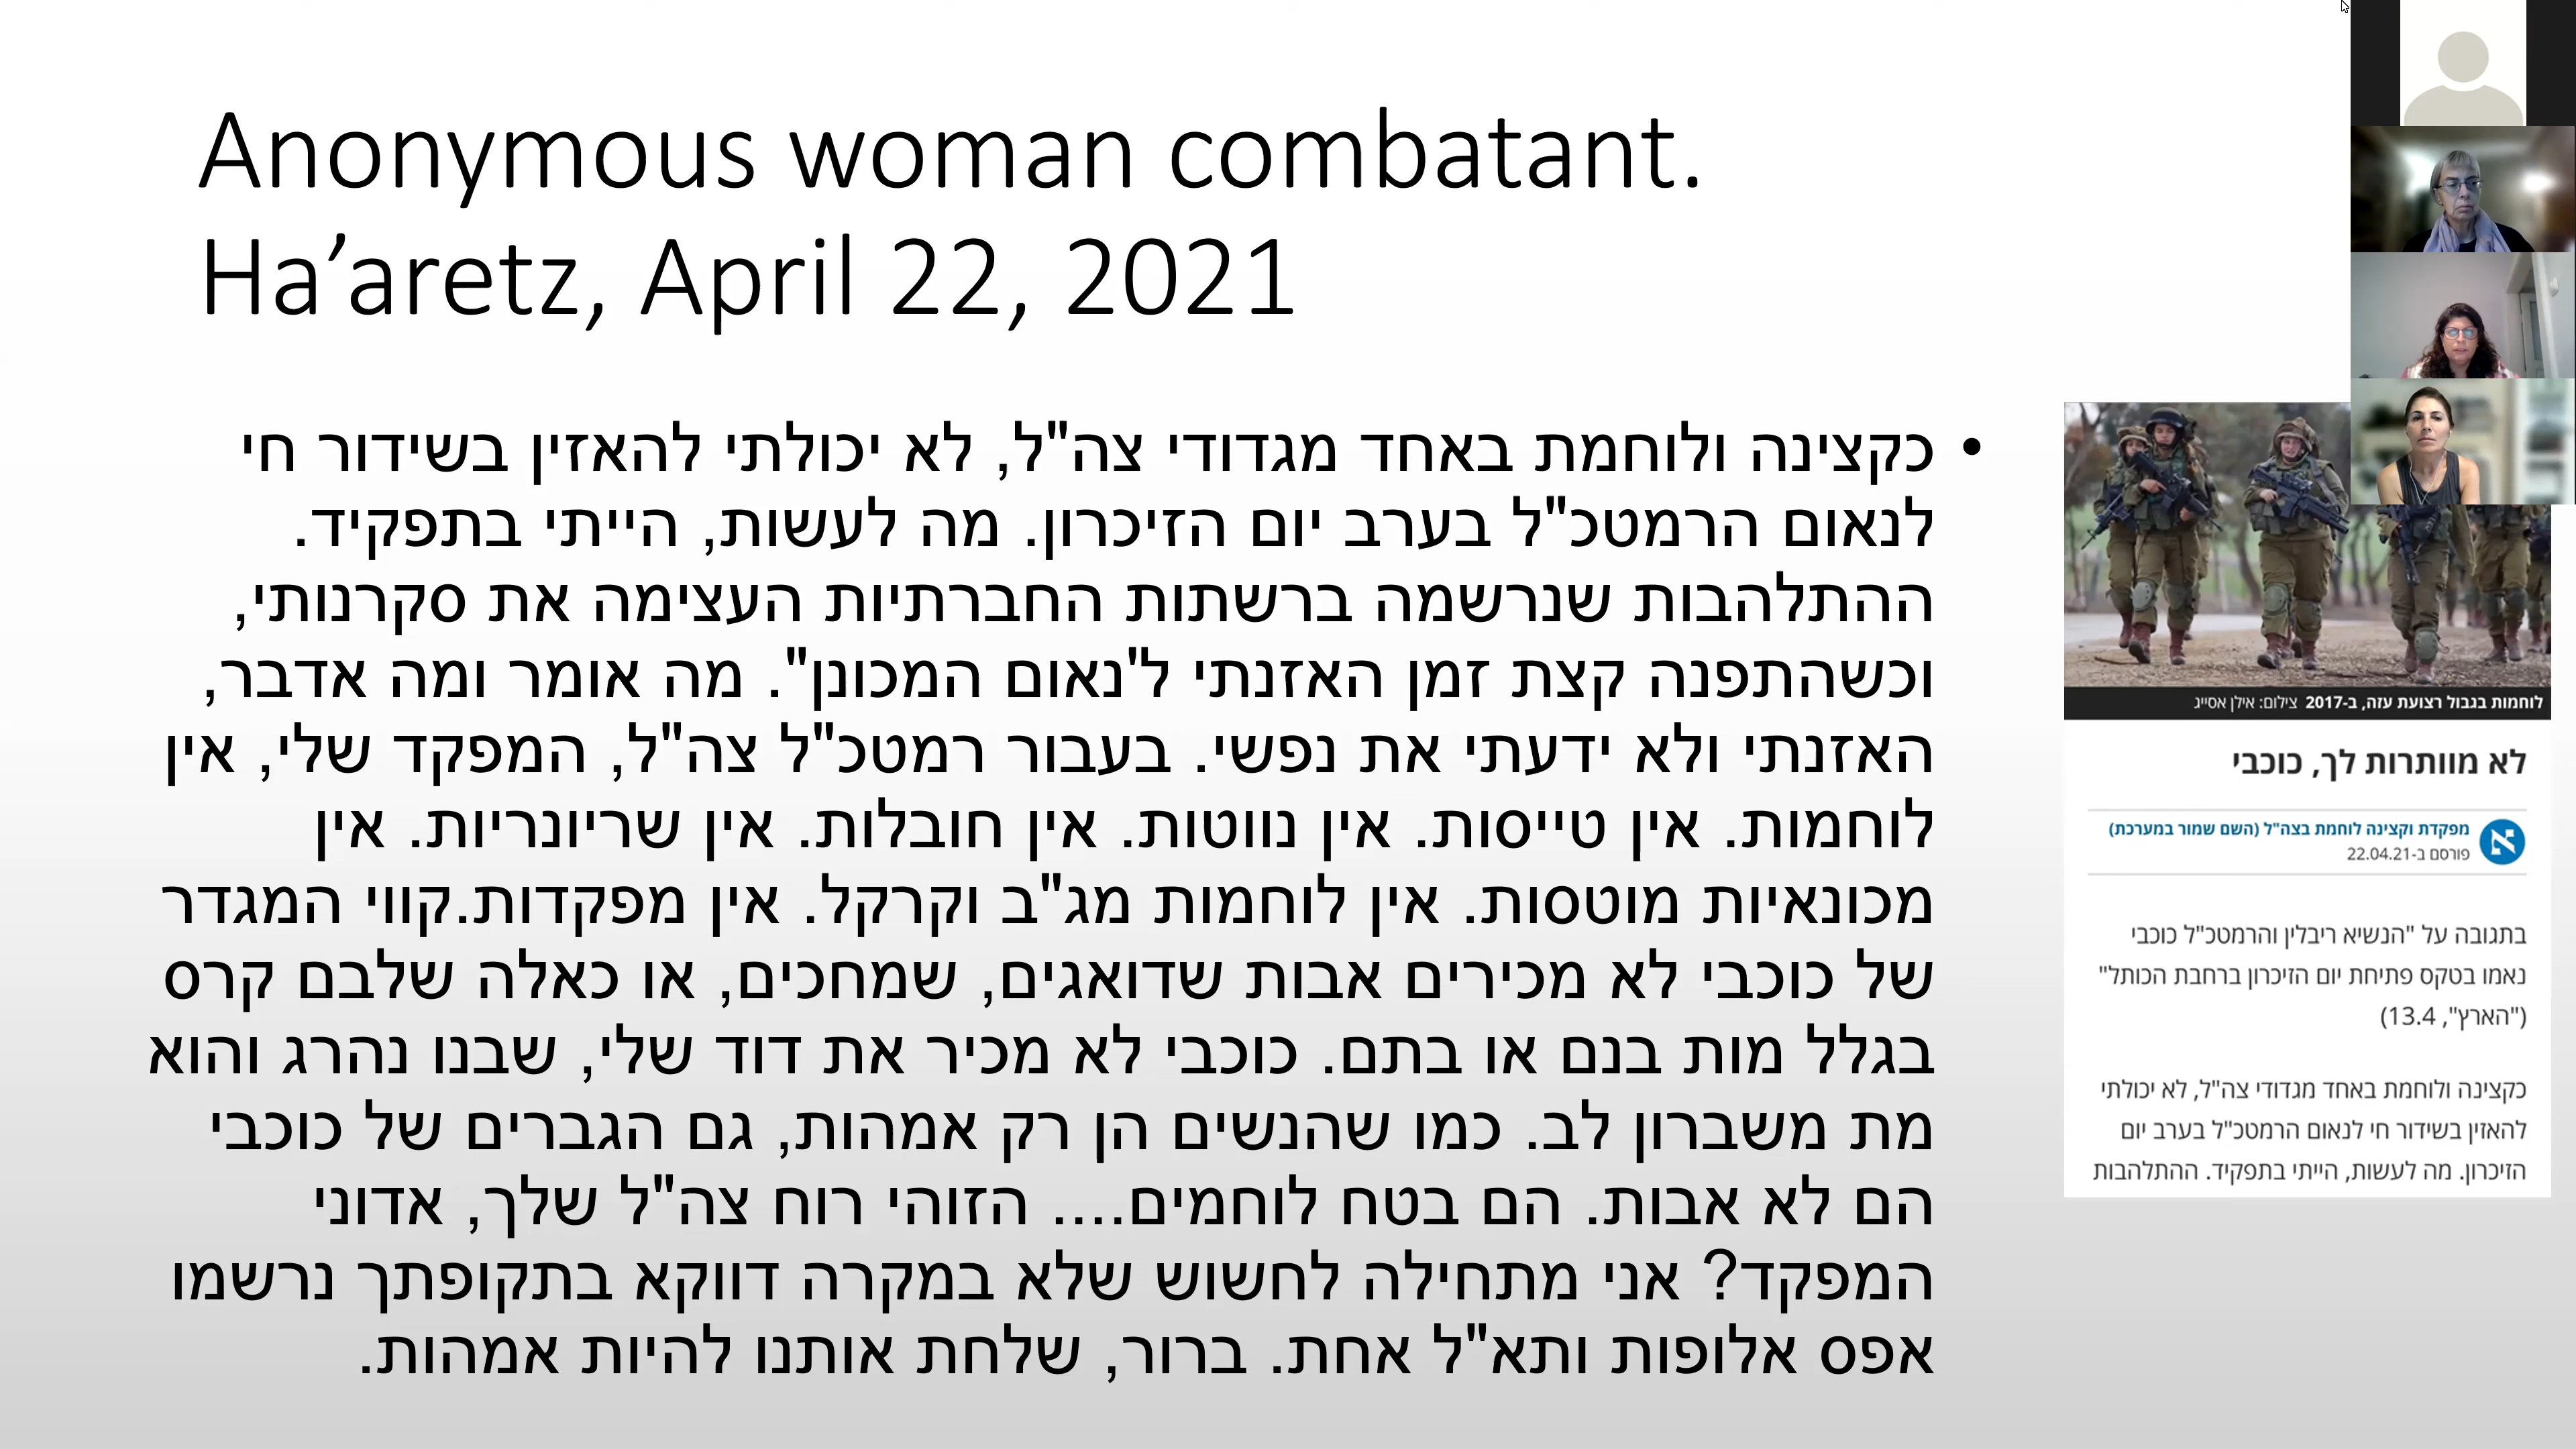 Anonymous woman combatant.
Ha’aretz, April 22, 2021
• כקצינה ולוחמת באחד מגדודי צה"ל, לא יכולתי להאזין בשידור חי
לנאום הרמטכ"ל בערב יום הזיכרון. מה לעשות, הייתי בתפקיד.
ההתלהבות שנרשמה ברשתות החברתיות העצימה את סקרנותי,
וכשהתפנה קצת זמן האזנתי ל'נאום המכונן". מה אומר ומה אדבר,
האזנתי ולא ידעתי את נפשי. בעבור רמטכ"ל צה"ל, המפקד שלי, אין
לוחמות. אין טייסות. אין נווטות. אין חובלות. אין שריונריות. אין
מכונאיות מוטסות. אין לוחמות מג"ב וקרקל. אין מפקדות.קווי המגדר
של כוכבי לא מכירים אבות שדואגים, שמחכים, או כאלה שלבם קרס
בגלל מות בנם או בתם. כוכבי לא מכיר את דוד שלי, שבנו נהרג והוא
מת משברון לב. כמו שהנשים הן רק אמהות, גם הגברים של כוכבי
הם לא אבות. הם בטח לוחמים.... הזוהי רוח צה"ל שלך, אדוני
המפקד? אני מתחילה לחשוש שלא במקרה דווקא בתקופתך נרשמו
אפס אלופות ותא"ל אחת. ברור, שלחת אותנו להיות אמהות.
לוחמות בגבול רצועת עזה, ב-2017 צילום: אילן אסייג
לא מוותרות לך, כוכבי
מפקדת וקצינה לוחמת בצה"ל (השם שמור במערכת)
פורסם ב-22.04.21
בתגובה על "הנשיא ריבלין והרמטכ"ל כוכבי
נאמו בטקס פתיחת יום הזיכרון ברחבת הכותל"
("הארץ", 13.4)
כקצינה ולוחמת באחד מגדודי צה"ל, לא יכולתי
להאזין בשידור חי לנאום הרמטכ"ל בערב יום
הזיכרון. מה לעשות, הייתי בתפקיד. ההתלהבות